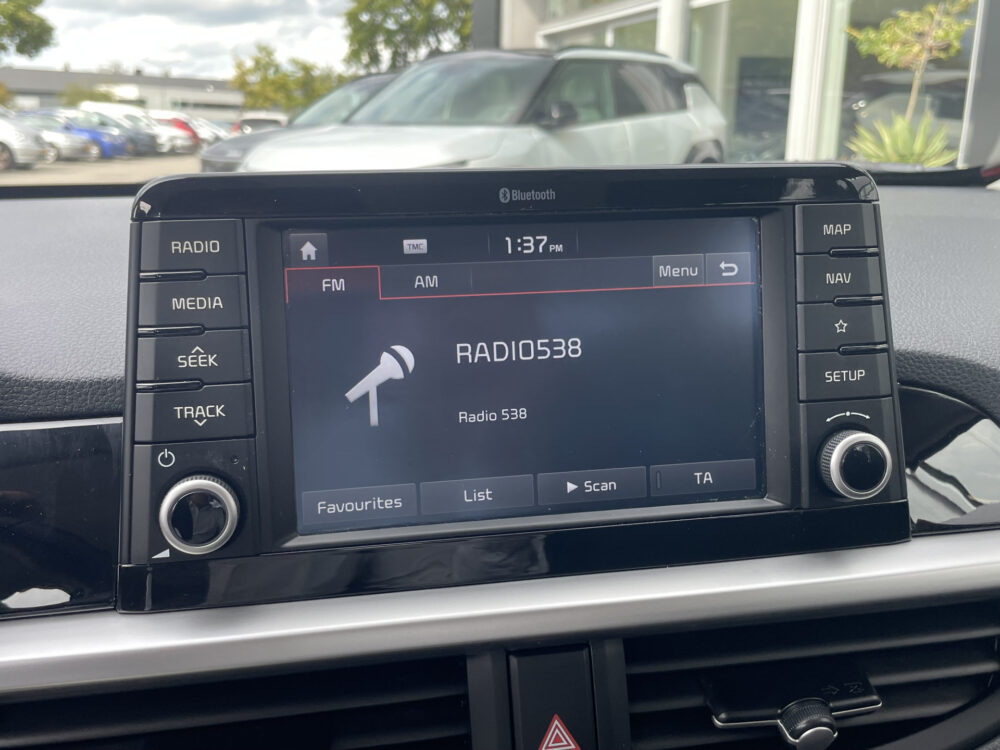 Bluetooth
RADIO
MEDIA
SEEK
TRACK
TMC
1:37 PM
FM
AM
Menu
RADIO538
Radio 538
Favourites
List
Scan
TA
MAP
NAV
SETUP